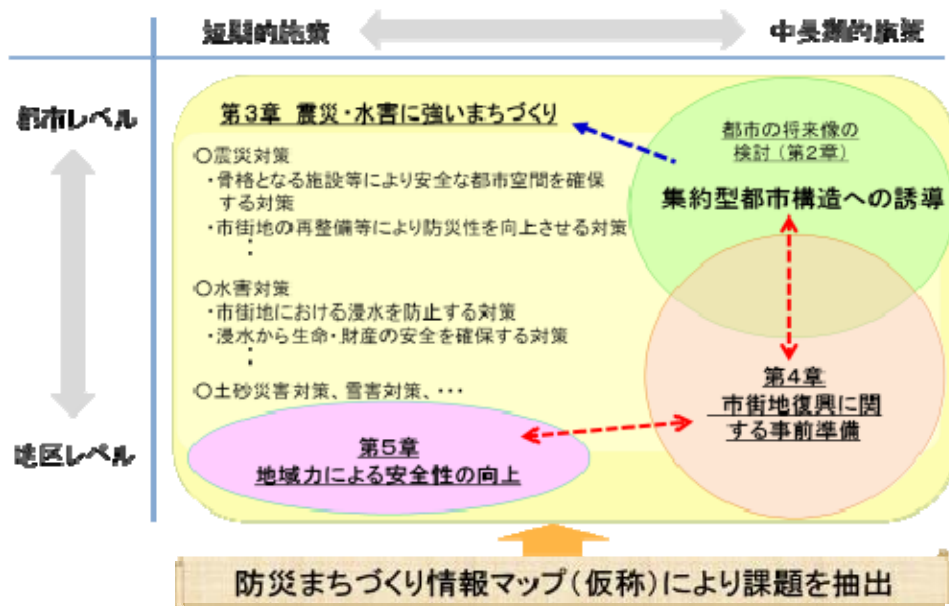 短期的施策
中長期的施策
都市レベル
地区レベル
第3章 震災・水害に強いまちづくり
○震災対策
・骨格となる施設等により安全な都市空間を確保
する対策
・市街地の再整備等により防災性を向上させる対策
⋮
○水害対策
・市街地における浸水を防止する対策
・浸水から生命・財産の安全を確保する対策
⋮
○土砂災害対策、雪害対策、・・・
都市の将来像の
検討(第2章)
集約型都市構造への誘導
第4章
市街地復興に関
する事前準備
第5章
地域力による安全性の向上
防災まちづくり情報マップ(仮称)により課題を抽出